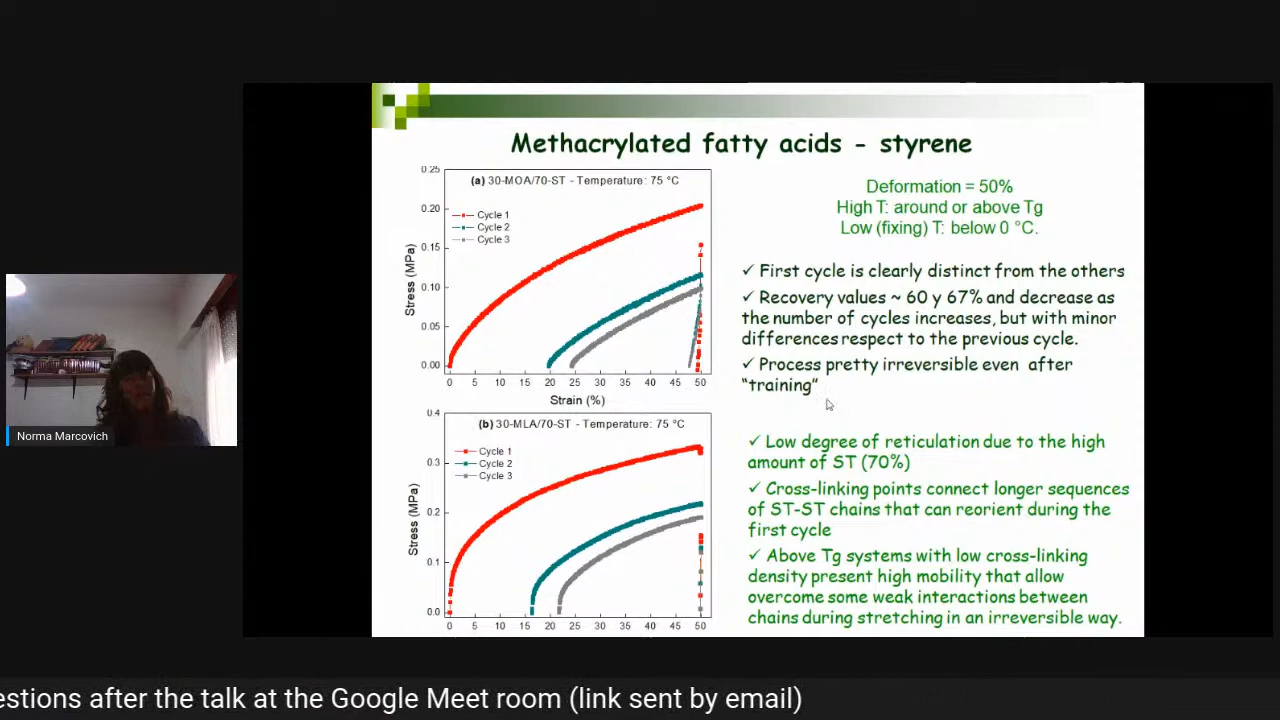 Methacrylated fatty acids - styrene
0.25
(a) 30-MOA/70-ST - Temperature: 75 °C
0.20
Cycle 1
Cycle 2
Cycle 3
0.15
Stress (MPa)
0.10
0.05
0.00
0 5 10 15 20 25 30 35 40 45 50
Strain (%)
0.4
(b) 30-MLA/70-ST - Temperature: 75 °C
Cycle 1
Cycle 2
Cycle 3
0.3
Stress (MPa)
0.2
0.1
0.0
0 5 10 15 20 25 30 35 40 45 50
Deformation = 50%
High T: around or above Tg
Low (fixing) T: below 0 °C.
✓ First cycle is clearly distinct from the others
✓ Recovery values ~ 60 y 67% and decrease as
the number of cycles increases, but with minor
differences respect to the previous cycle.
✓ Process pretty irreversible even after
“training”
✓ Low degree of reticulation due to the high
amount of ST (70%)
✓ Cross-linking points connect longer sequences
of ST-ST chains that can reorient during the
first cycle
✓ Above Tg systems with low cross-linking
density present high mobility that allow
overcome some weak interactions between
chains during stretching in an irreversible way.
Norma Marcovich
estions after the talk at the Google Meet room (link sent by email)